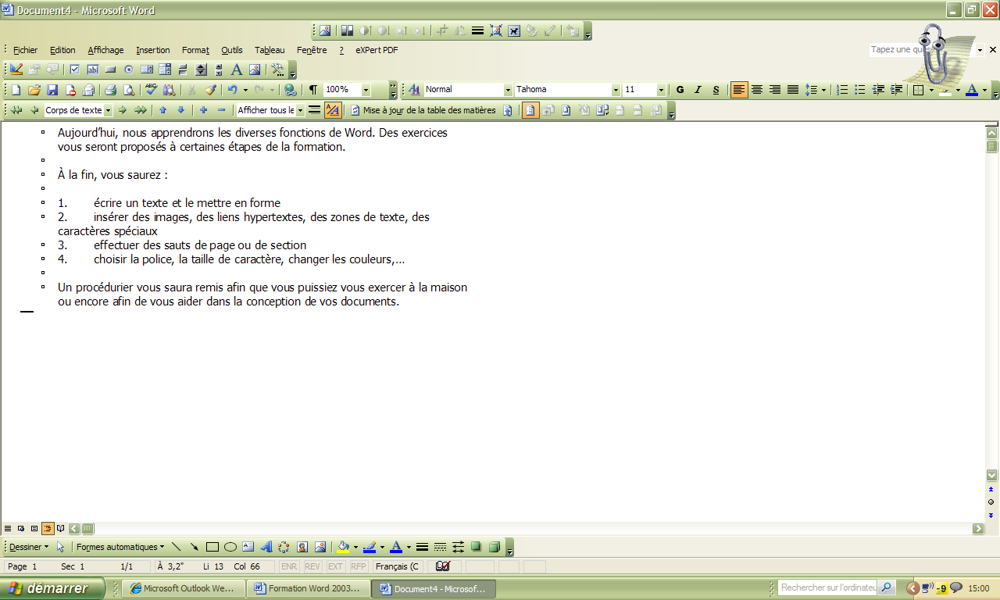 Document4 - Microsoft Word
Fichier Edition Affichage Insertion Format Outils Tableau Fenêtre ? eXPert PDF
Tapez une ques
100% Normal Tahoma 11 G I S
Corps de texte Afficher tous le Mise à jour de la table des matières
Aujourd'hui, nous apprendrons les diverses fonctions de Word. Des exercices
vous seront proposés à certaines étapes de la formation.
À la fin, vous saurez :
1. écrire un texte et le mettre en forme
2. insérer des images, des liens hypertextes, des zones de texte, des
caractères spéciaux
3. effectuer des sauts de page ou de section
4. choisir la police, la taille de caractère, changer les couleurs,…
Un procédurier vous saura remis afin que vous puissiez vous exercer à la maison
ou encore afin de vous aider dans la conception de vos documents.
Dessiner Formes automatiques
Page 1 Sec 1 1/1 À 3,2" Li 13 Col 66 ENR REV EXT RFP Français (C
démarrer Microsoft Outlook We... Formation Word 2003... Document4 - Microsof... Rechercher sur l'ordinateu -9 15:00